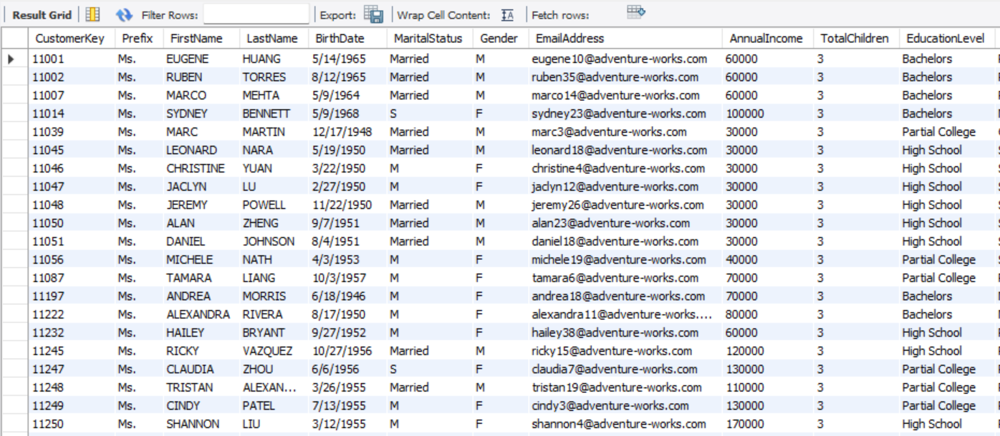 Result Grid Filter Rows: Export: Wrap Cell Content: IA Fetch rows:
CustomerKey Prefix FirstName LastName BirthDate MaritalStatus Gender EmailAddress AnnualIncome TotalChildren EducationLevel
11001 Ms. EUGENE HUANG 5/14/1965 Married M eugene10@adventure-works.com 60000 3 Bachelors
11002 Ms. RUBEN TORRES 8/12/1965 Married M ruben35@adventure-works.com 60000 3 Bachelors
11007 Ms. MARCO MEHTA 5/9/1964 Married M marco14@adventure-works.com 60000 3 Bachelors
11014 Ms. SYDNEY BENNETT 5/9/1968 S F sydney23@adventure-works.com 100000 3 Bachelors
11039 Ms. MARC MARTIN 12/17/1948 Married M marc3@adventure-works.com 30000 3 Partial College
11045 Ms. LEONARD NARA 5/19/1950 Married M leonard18@adventure-works.com 30000 3 High School
11046 Ms. CHRISTINE YUAN 3/22/1950 M F christine4@adventure-works.com 30000 3 High School
11047 Ms. JACLYN LU 2/27/1950 M F jaclyn12@adventure-works.com 30000 3 High School
11048 Ms. JEREMY POWELL 11/22/1950 Married M jeremy26@adventure-works.com 30000 3 High School
11050 Ms. ALAN ZHENG 9/7/1951 Married M alan23@adventure-works.com 30000 3 High School
11051 Ms. DANIEL JOHNSON 8/4/1951 Married M daniel18@adventure-works.com 30000 3 High School
11056 Ms. MICHELE NATH 4/3/1953 M F michele19@adventure-works.com 40000 3 Partial College
11087 Ms. TAMARA LIANG 10/3/1957 M F tamara6@adventure-works.com 70000 3 Partial College
11197 Ms. ANDREA MORRIS 6/18/1946 M F andrea18@adventure-works.com 70000 3 Bachelors
11222 Ms. ALEXANDRA RIVERA 8/17/1950 M F alexandra11@adventure-works.... 80000 3 Bachelors
11232 Ms. HAILEY BRYANT 9/27/1952 M F hailey38@adventure-works.com 60000 3 High School
11245 Ms. RICKY VAZQUEZ 10/27/1956 Married M ricky15@adventure-works.com 120000 3 High School
11247 Ms. CLAUDIA ZHOU 6/6/1956 S F claudia7@adventure-works.com 130000 3 Partial College
11248 Ms. TRISTAN ALEXAN... 3/26/1955 Married M tristan19@adventure-works.com 110000 3 Partial College
11249 Ms. CINDY PATEL 7/13/1955 M F cindy3@adventure-works.com 130000 3 Partial College
11250 Ms. SHANNON LIU 3/12/1955 M F shannon4@adventure-works.com 170000 3 High School